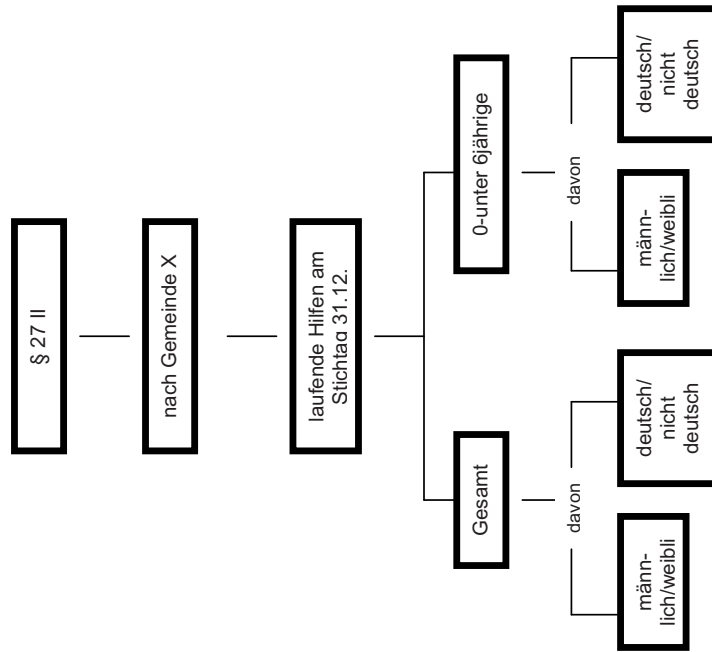 § 27 II
nach Gemeinde X
laufende Hilfen am
Stichtag 31.12.
Gesamt
davon
männ-
lich/weibli
deutsch/
nicht
deutsch
0-unter 6jährige
davon
männ-
lich/weibli
deutsch/
nicht
deutsch